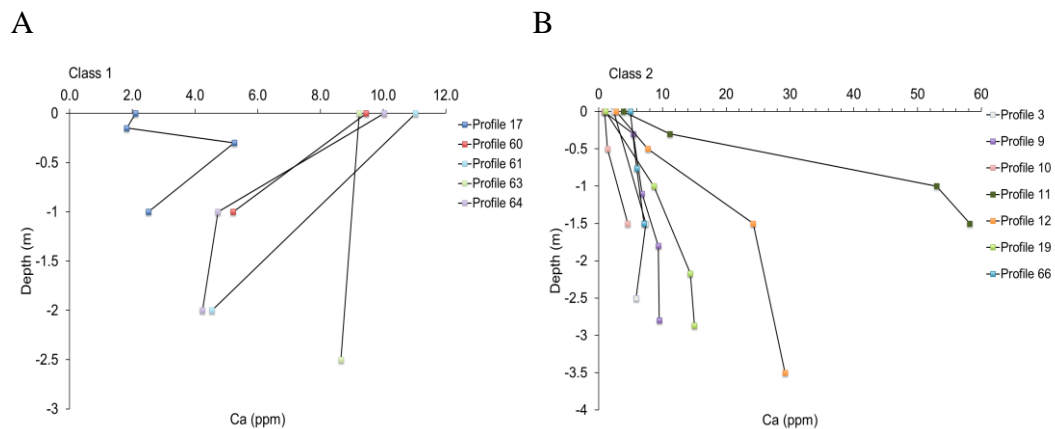 A
B
Class 1
0.0 2.0 4.0 6.0 8.0 10.0 12.0
0
-0.5
-1
-1.5
-2
-2.5
-3
Depth (m)
Ca (ppm)
Profile 17
Profile 60
Profile 61
Profile 63
Profile 64
Class 2
0 10 20 30 40 50 60
0
-0.5
-1
-1.5
-2
-2.5
-3
-3.5
-4
Depth (m)
Ca (ppm)
Profile 3
Profile 9
Profile 10
Profile 11
Profile 12
Profile 19
Profile 66